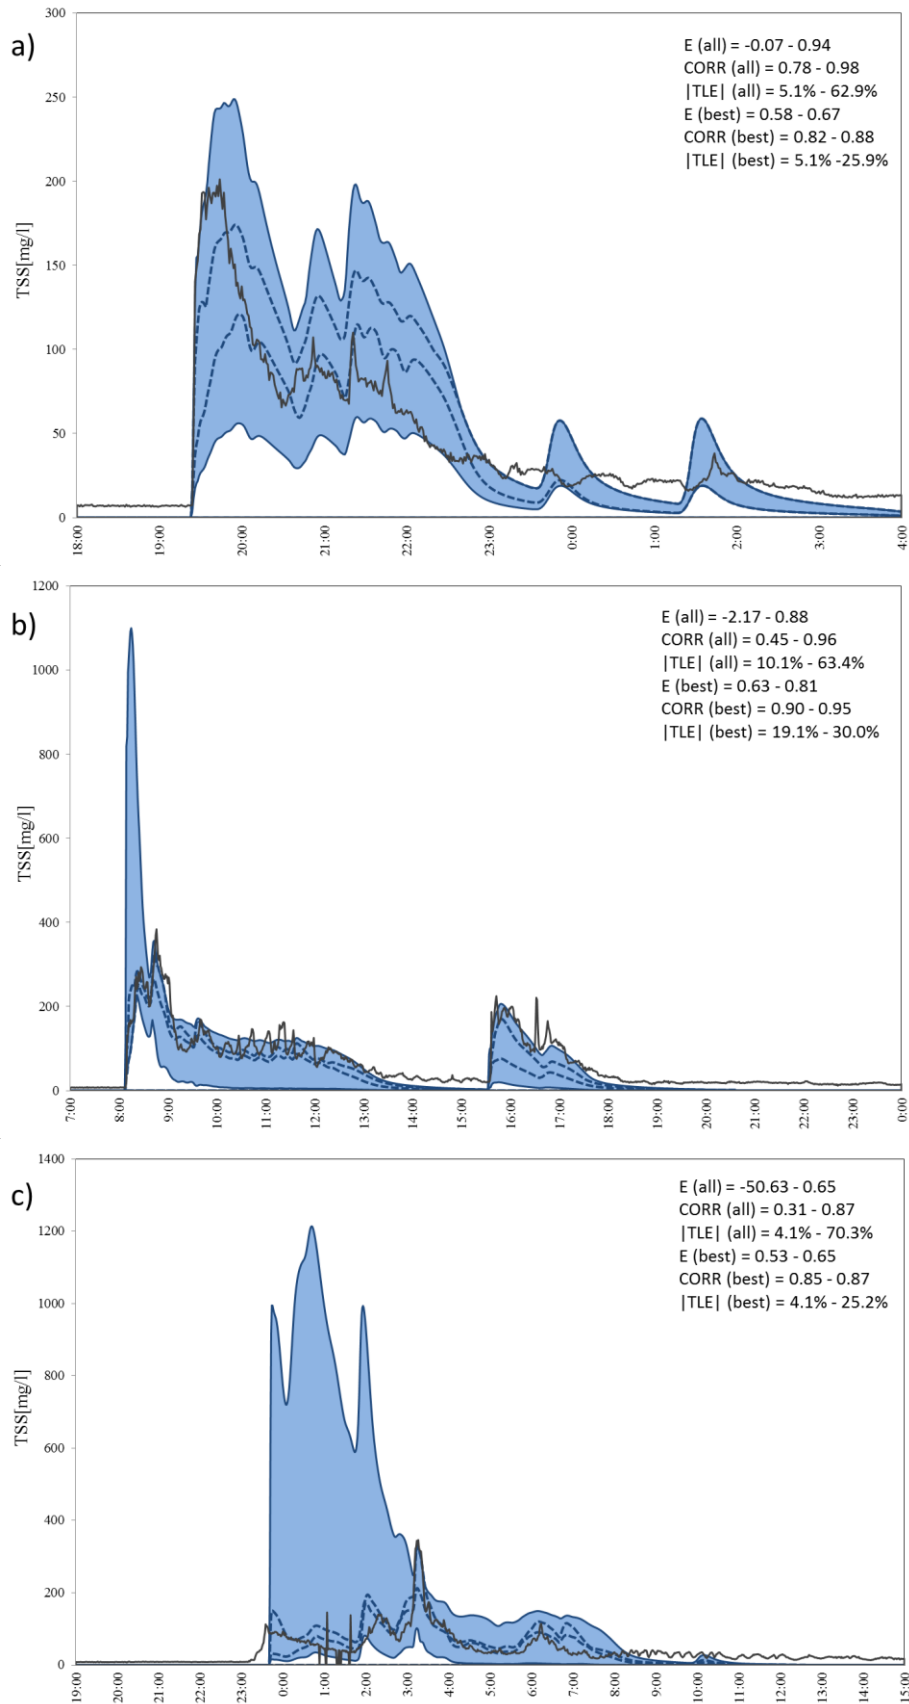 a)
300
250
200
150
100
50
0
TSS[mg/l]
E (all) = -0.07 - 0.94
CORR (all) = 0.78 - 0.98
|TLE| (all) = 5.1% - 62.9%
E (best) = 0.58 - 0.67
CORR (best) = 0.82 - 0.88
|TLE| (best) = 5.1% -25.9%
18:00 19:00 20:00 21:00 22:00 23:00 0:00 1:00 2:00 3:00 4:00
b)
1200
1000
800
600
400
200
0
TSS[mg/l]
E (all) = -2.17 - 0.88
CORR (all) = 0.45 - 0.96
|TLE| (all) = 10.1% - 63.4%
E (best) = 0.63 - 0.81
CORR (best) = 0.90 - 0.95
|TLE| (best) = 19.1% - 30.0%
7:00 8:00 9:00 10:00 11:00 12:00 13:00 14:00 15:00 16:00 17:00 18:00 19:00 20:00 21:00 22:00 23:00 0:00
c)
1400
1200
1000
800
600
400
200
0
TSS[mg/l]
E (all) = -50.63 - 0.65
CORR (all) = 0.31 - 0.87
|TLE| (all) = 4.1% - 70.3%
E (best) = 0.53 - 0.65
CORR (best) = 0.85 - 0.87
|TLE| (best) = 4.1% - 25.2%
19:00 20:00 21:00 22:00 23:00 0:00 1:00 2:00 3:00 4:00 5:00 6:00 7:00 8:00 9:00 10:00 11:00 12:00 13:00 14:00 15:00